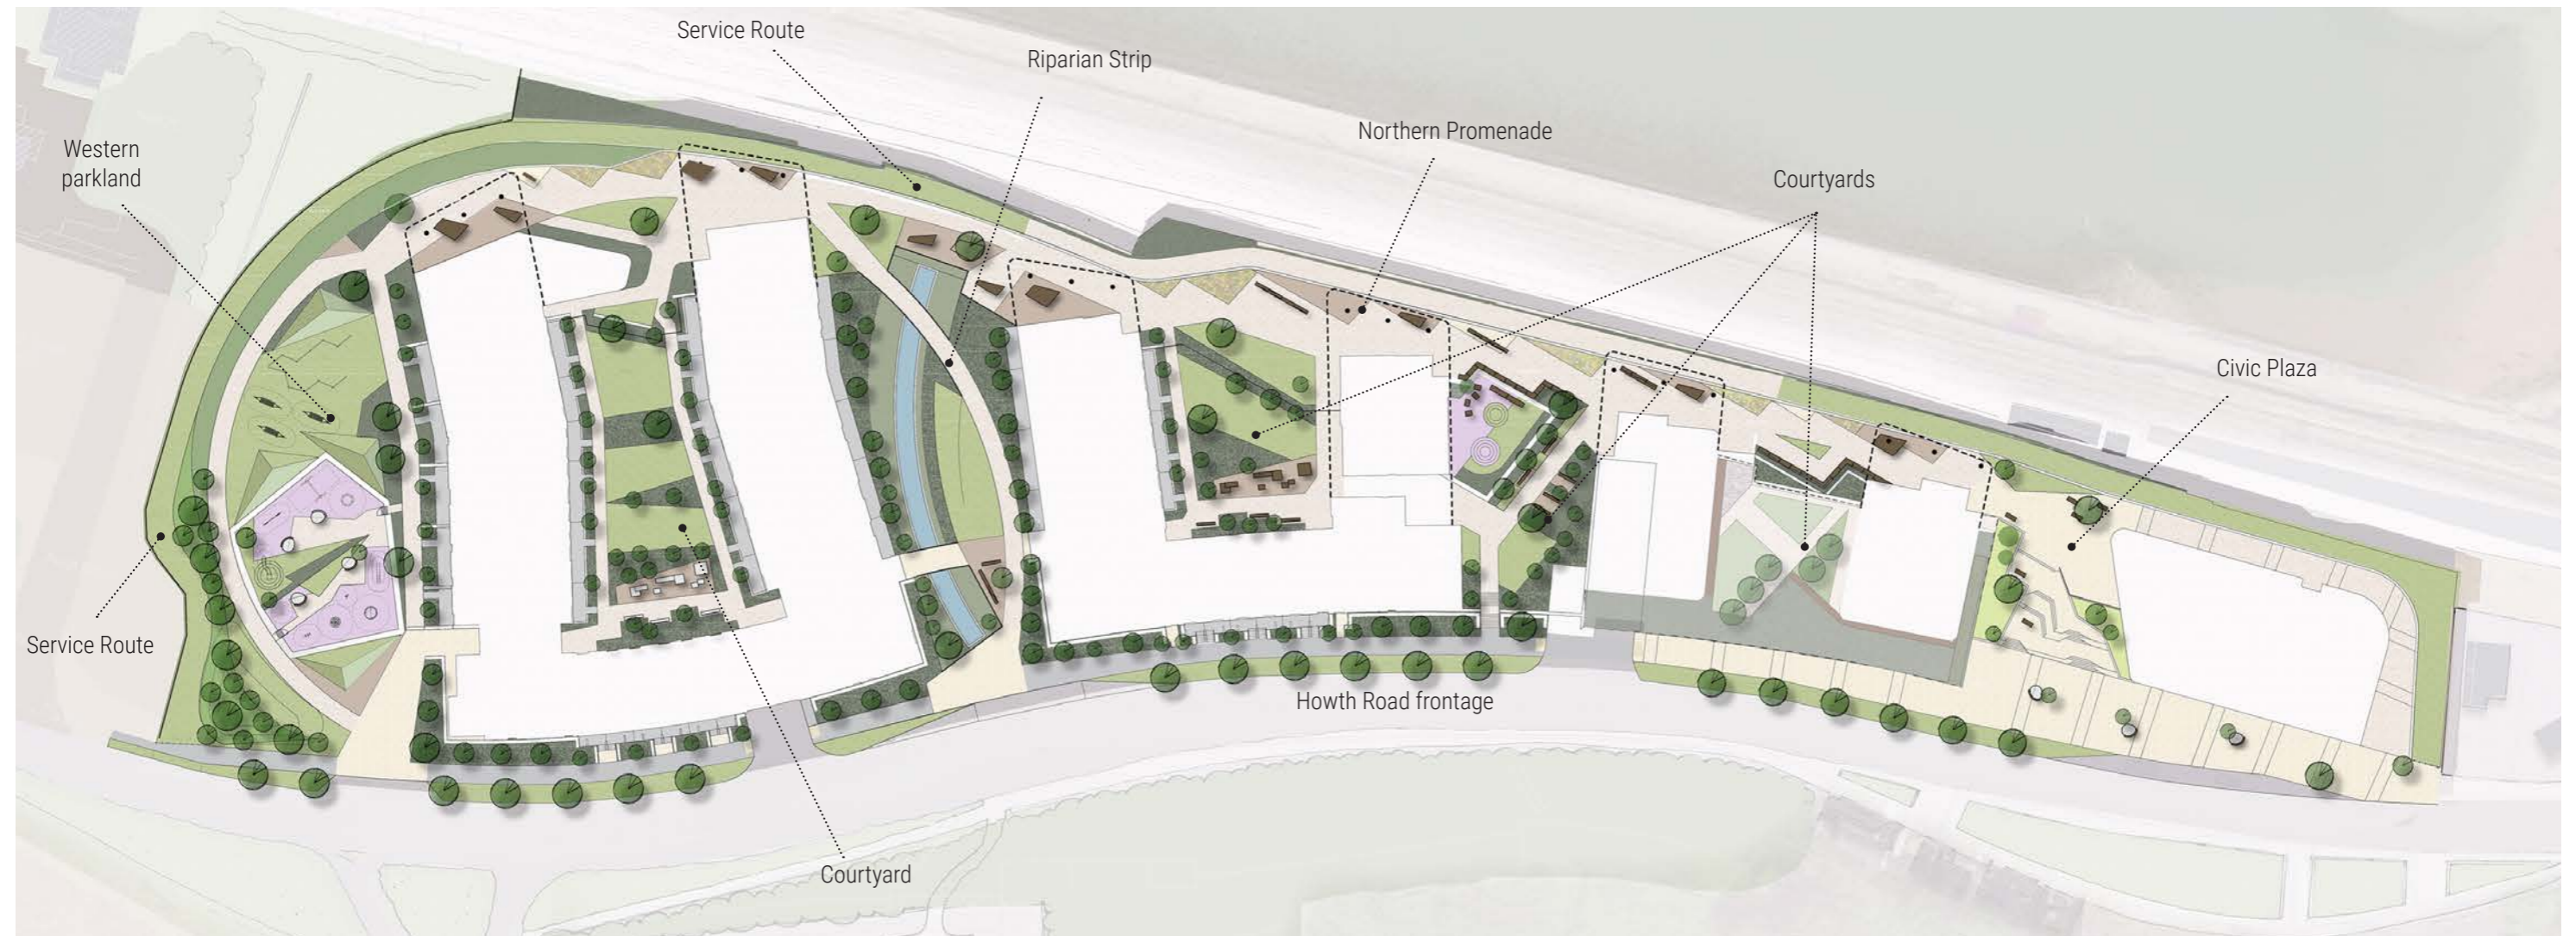 Service Route
Riparian Strip
Northern Promenade
Western
parkland
Courtyards
Civic Plaza
Service Route
Howth Road frontage
Courtyard